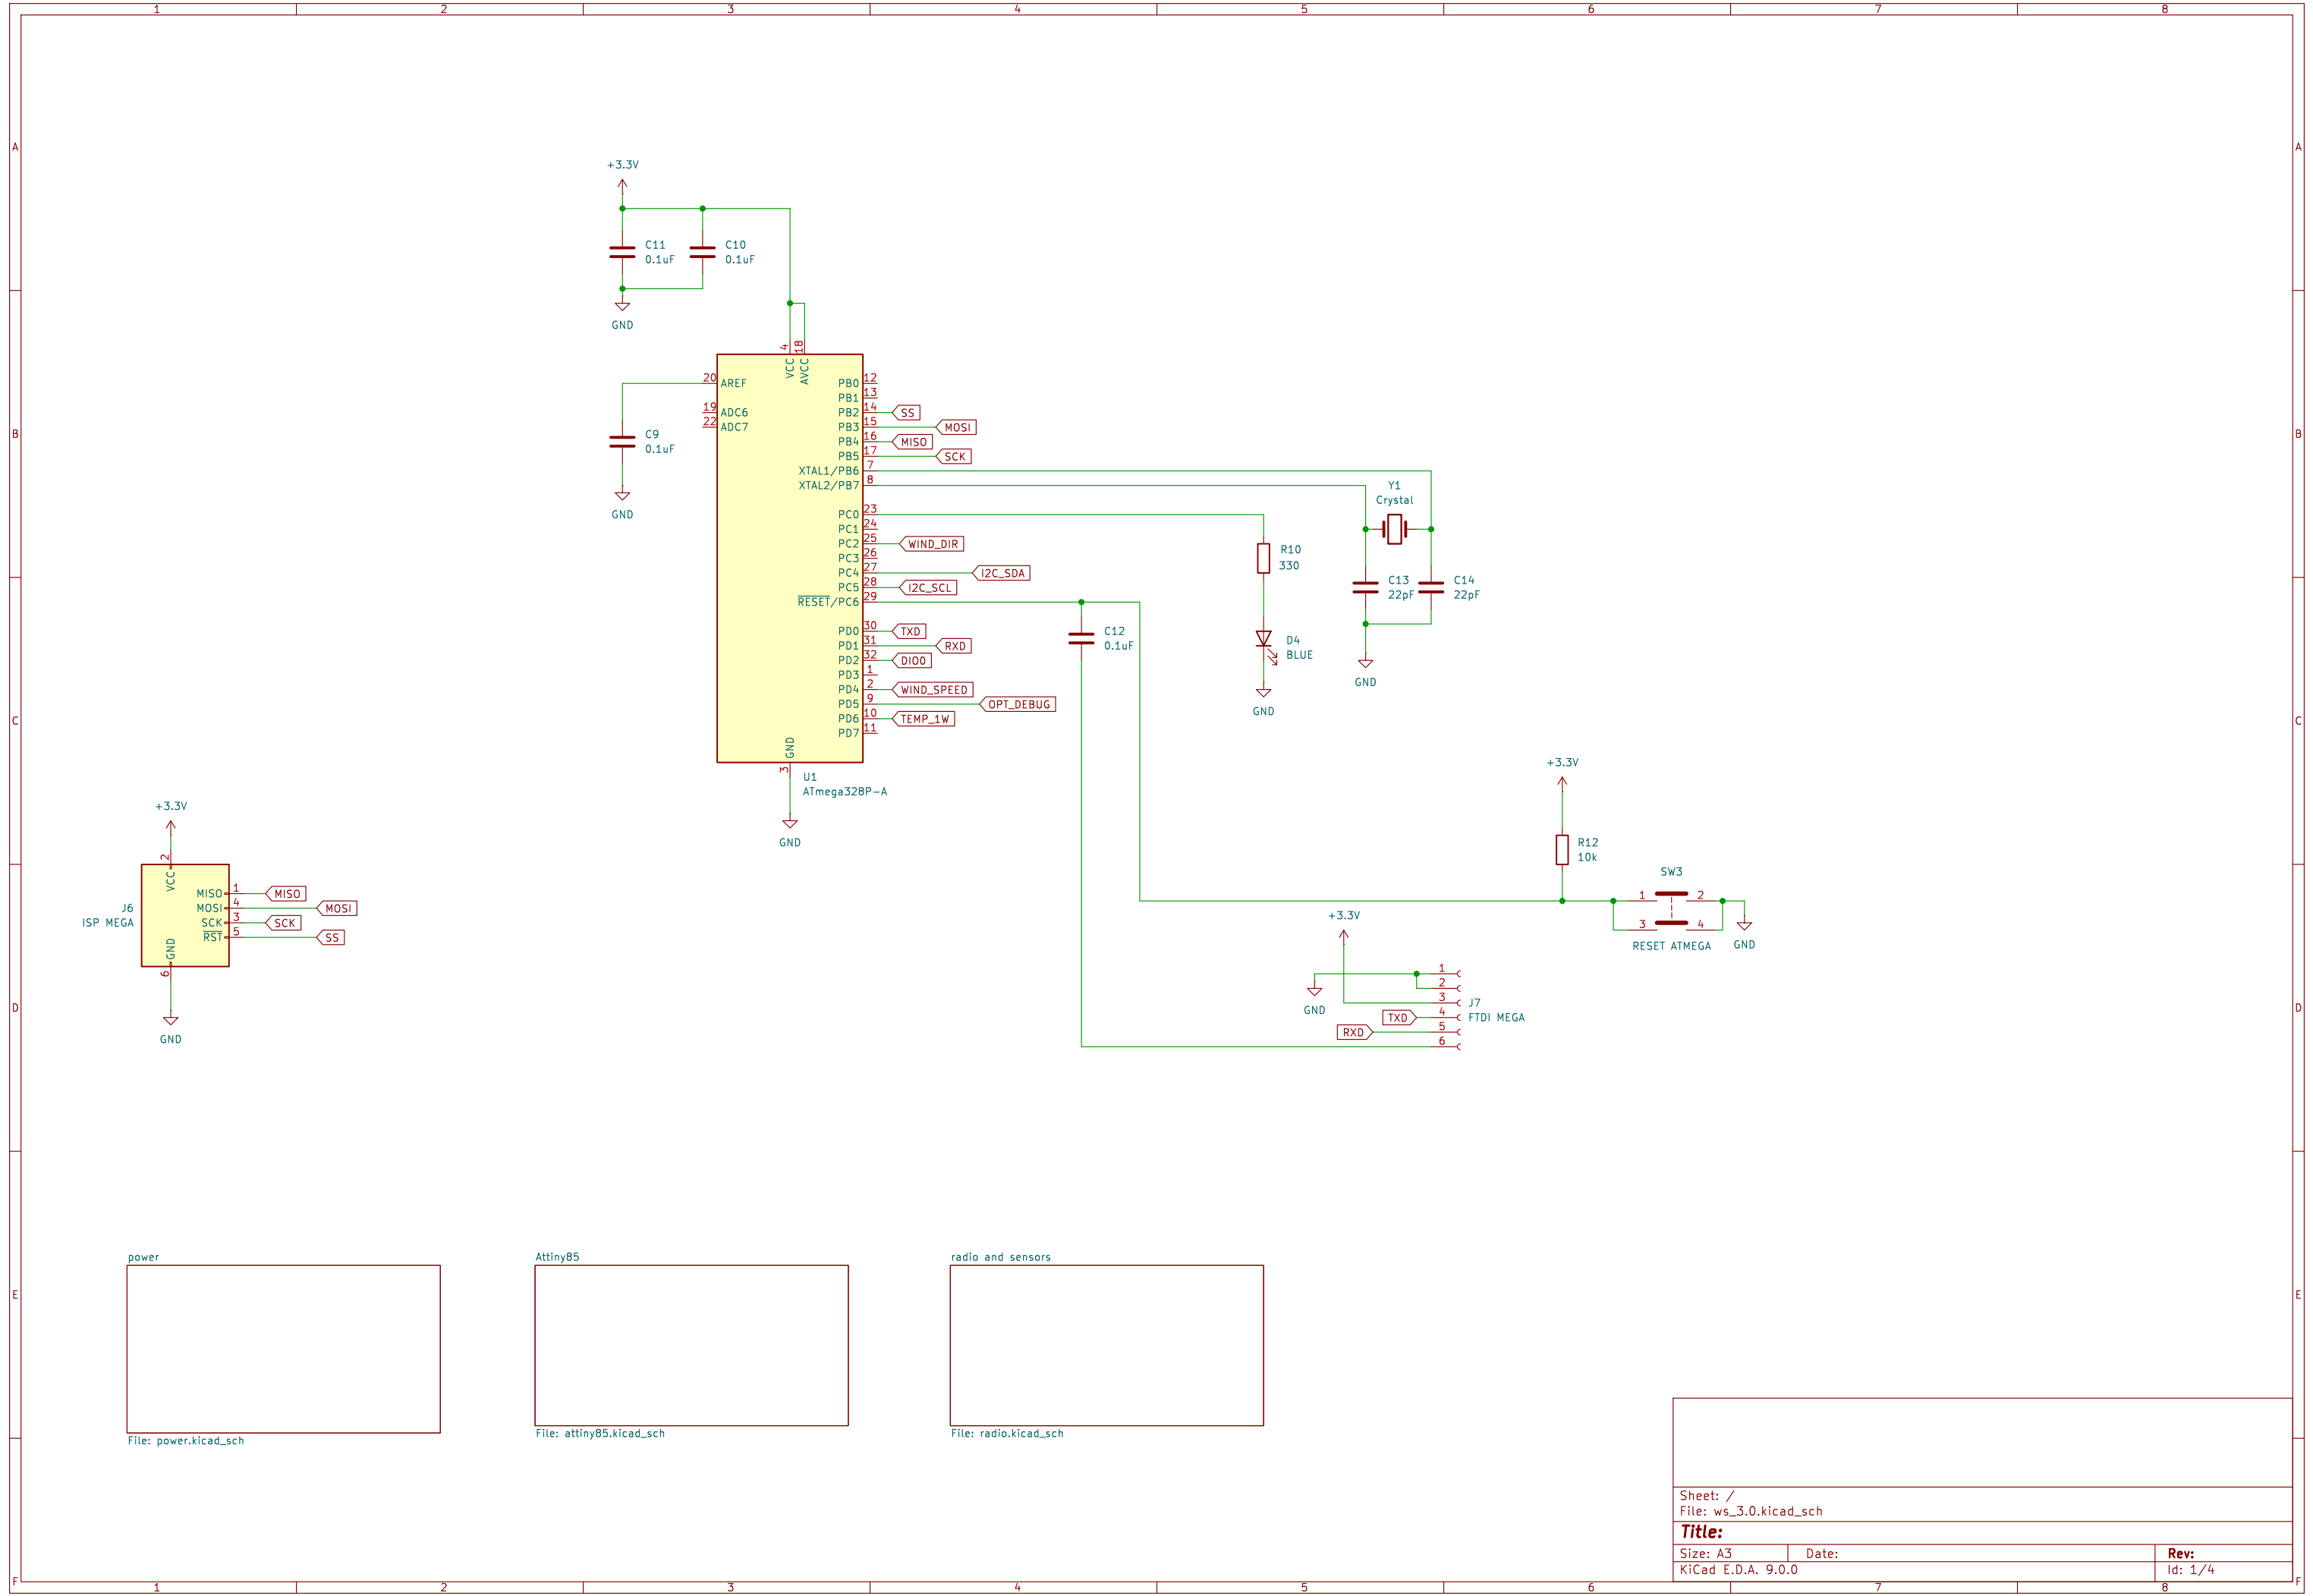 1 2 3 4 5 6 7 8
A A
+3.3V
C11
0.1uF
C10
0.1uF
GND
4 VCC
18 AVCC
20 AREF
19 ADC6
22 ADC7
PB0 12
PB1 13
PB2 14 SS
PB3 15 MOSI
PB4 16 MISO
PB5 17 SCK
XTAL1/PB6 7
XTAL2/PB7 8
PC0 23
PC1 24
PC2 25 WIND_DIR
PC3 26
PC4 27 I2C_SDA
PC5 28 I2C_SCL
RESET/PC6 29
PD0 30 TXD
PD1 31 RXD
PD2 32 DIO0
PD3 1
PD4 2 WIND_SPEED
PD5 9 OPT_DEBUG
PD6 10 TEMP_1W
PD7 11
GND 3
U1
ATmega328P-A
GND
B B
C9
0.1uF
GND
Y1
Crystal
R10
330
C13
22pF
C14
22pF
D4
BLUE
GND
GND
C12
0.1uF
C C
+3.3V
R12
10k
SW3
1 2
3 4
RESET ATMEGA
GND
+3.3V
GND
1
2
3
TXD 4
RXD 5
6
J7
FTDI MEGA
+3.3V
2 VCC
J6
ISP MEGA
MISO 1 MISO
MOSI 4 MOSI
SCK 3 SCK
RST 5 SS
GND 6
GND
D D
power
File: power.kicad_sch
Attiny85
File: attiny85.kicad_sch
radio and sensors
File: radio.kicad_sch
E E
Sheet: /
File: ws_3.0.kicad_sch
Title:
Size: A3 Date: Rev:
KiCad E.D.A. 9.0.0 Id: 1/4
F F
1 2 3 4 5 6 7 8